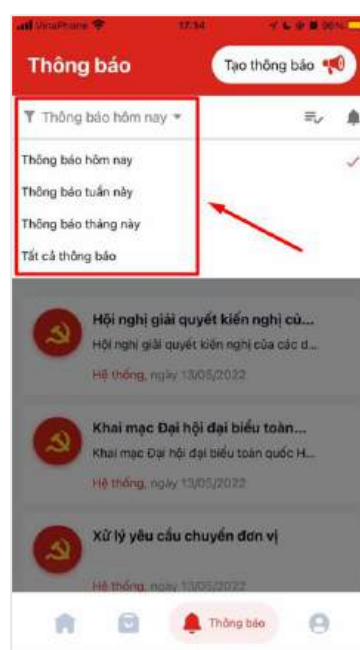 VinaPhone
17:14
96%
Thông báo
Tạo thông báo
Thông báo hôm nay
Thông báo hôm nay
Thông báo tuần này
Thông báo tháng này
Tất cả thông báo
Hội nghị giải quyết kiến nghị củ...
Hội nghị giải quyết kiến nghị của các d...
Hệ thống, ngày 13/05/2022
Khai mạc Đại hội đại biểu toàn...
Khai mạc Đại hội đại biểu toàn quốc H...
Hệ thống, ngày 13/05/2022
Xử lý yêu cầu chuyển đơn vị
Hệ thống, ngày 13/05/2022
Thông báo